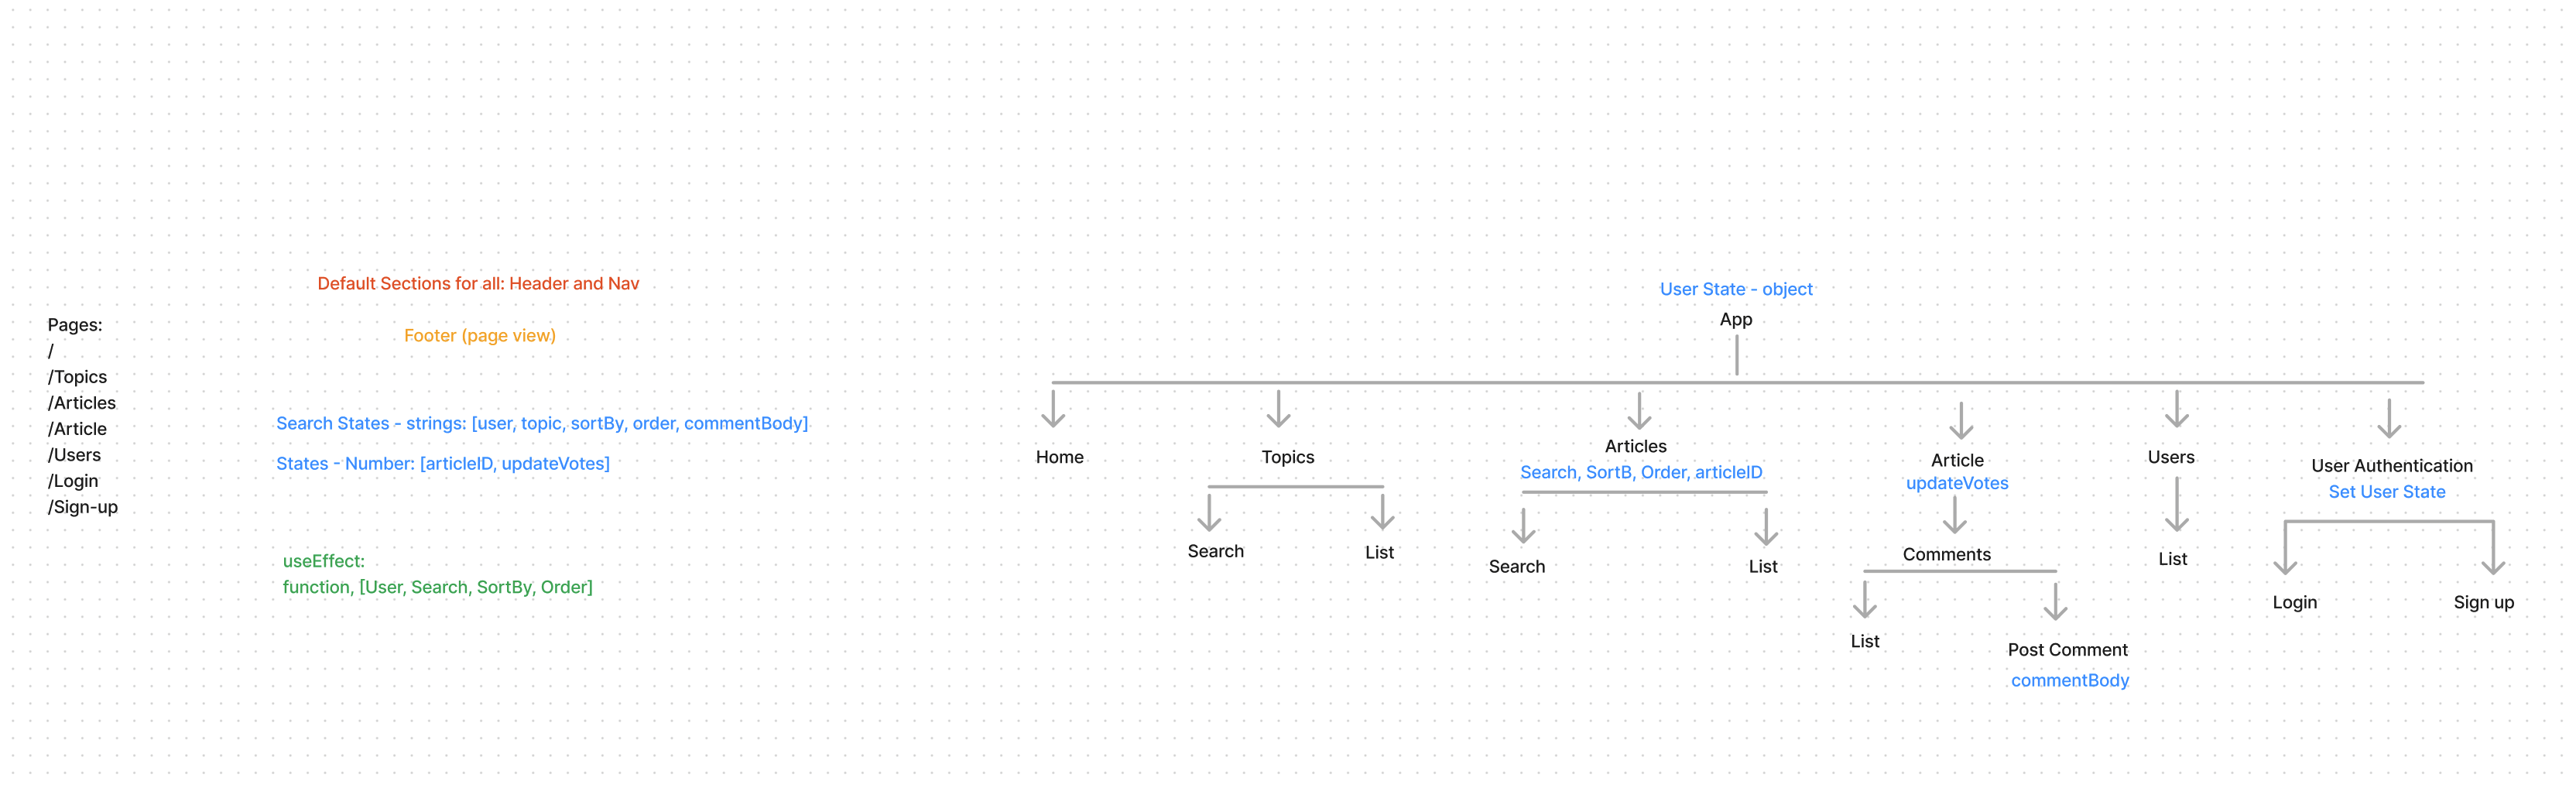 Default Sections for all: Header and Nav
Footer (page view)
Pages:
/
/Topics
/Articles
/Article
/Users
/Login
/Sign-up
Search States - strings: [user, topic, sortBy, order, commentBody]
States - Number: [articleID, updateVotes]
useEffect:
function, [User, Search, SortBy, Order]
User State - object
App
Home
Topics
Search
List
Articles
Search, SortB, Order, articleID
Search
List
Article
updateVotes
Comments
List
Post Comment
commentBody
Users
List
User Authentication
Set User State
Login
Sign up